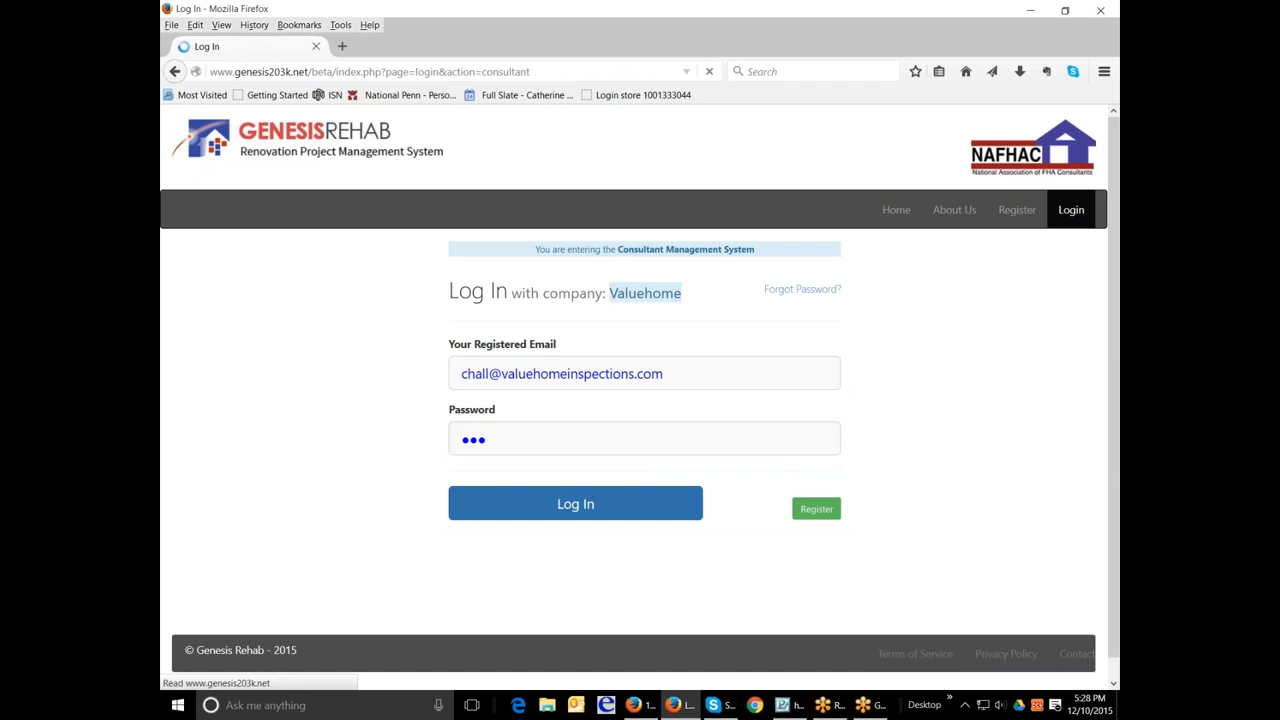 Log In - Mozilla Firefox
File Edit View History Bookmarks Tools Help
Log In
www.genesis203k.net/beta/index.php?page=login&action=consultant
Search
Most Visited Getting Started ISN National Penn - Perso... Full Slate - Catherine ... Login store 1001333044
GENESISREHAB
Renovation Project Management System
NAFHAC
National Association of FHA Consultants
Home About Us Register Login
You are entering the Consultant Management System
Log In with company: Valuehome
Forgot Password?
Your Registered Email
chall@valuehomeinspections.com
Password
•••
Log In
Register
© Genesis Rehab - 2015
Terms of Service Privacy Policy Contact
Read www.genesis203k.net
Ask me anything
1... L... S... h... R... G... Desktop
5:28 PM
12/10/2015